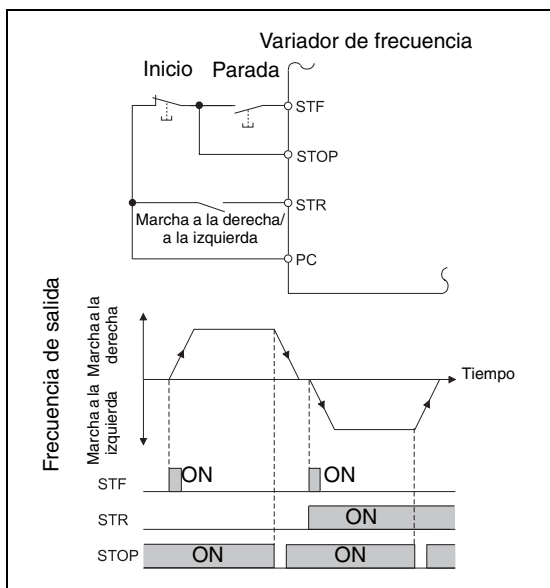 Variador de frecuencia
Inicio
Parada
STF
STOP
STR
Marcha a la derecha/
a la izquierda
PC
Frecuencia de salida
Marcha a la
izquierda
Marcha a la
derecha
Tiempo
STF
ON
ON
STR
ON
STOP
ON
ON